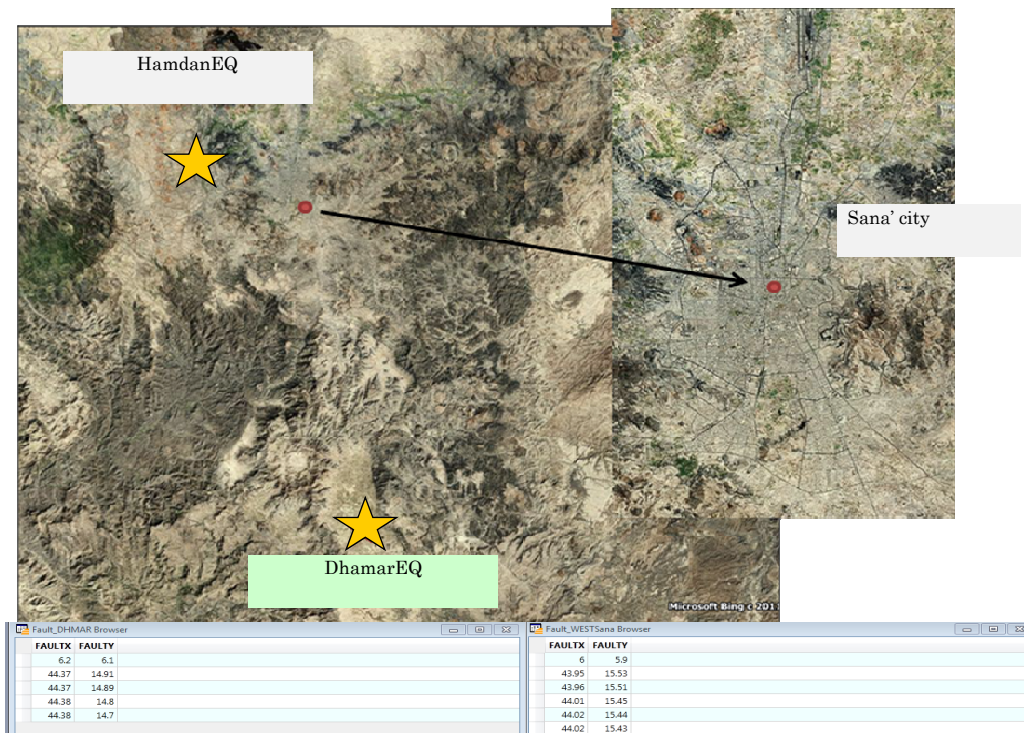 HamdanEQ
Sana’ city
DhamarEQ
Microsoft Bing c 201
Fault_DHMAR Browser
FAULTX FAULTY
6.2 6.1
44.37 14.91
44.37 14.89
44.38 14.8
44.38 14.7
Fault_WESTSana Browser
FAULTX FAULTY
6 5.9
43.95 15.53
43.96 15.51
44.01 15.45
44.02 15.44
44.02 15.43